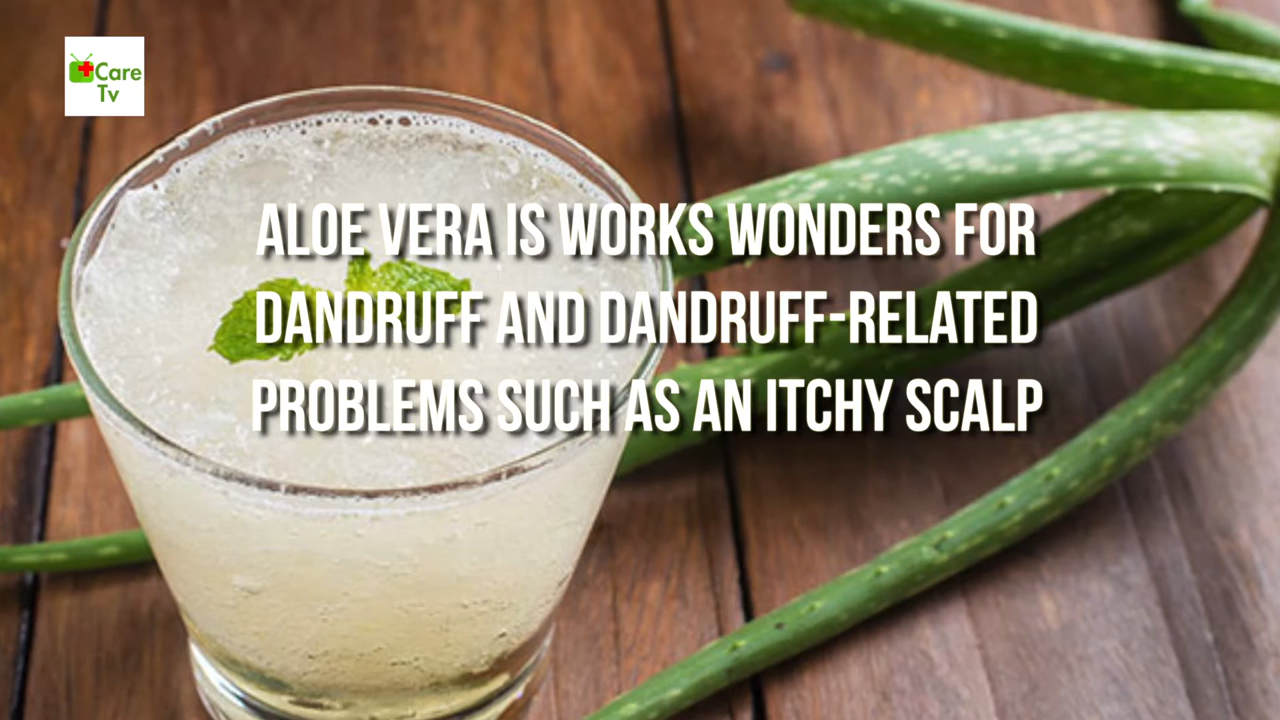 Care
Tv
ALOE VERA IS WORKS WONDERS FOR
DANDRUFF AND DANDRUFF-RELATED
PROBLEMS SUCH AS AN ITCHY SCALP